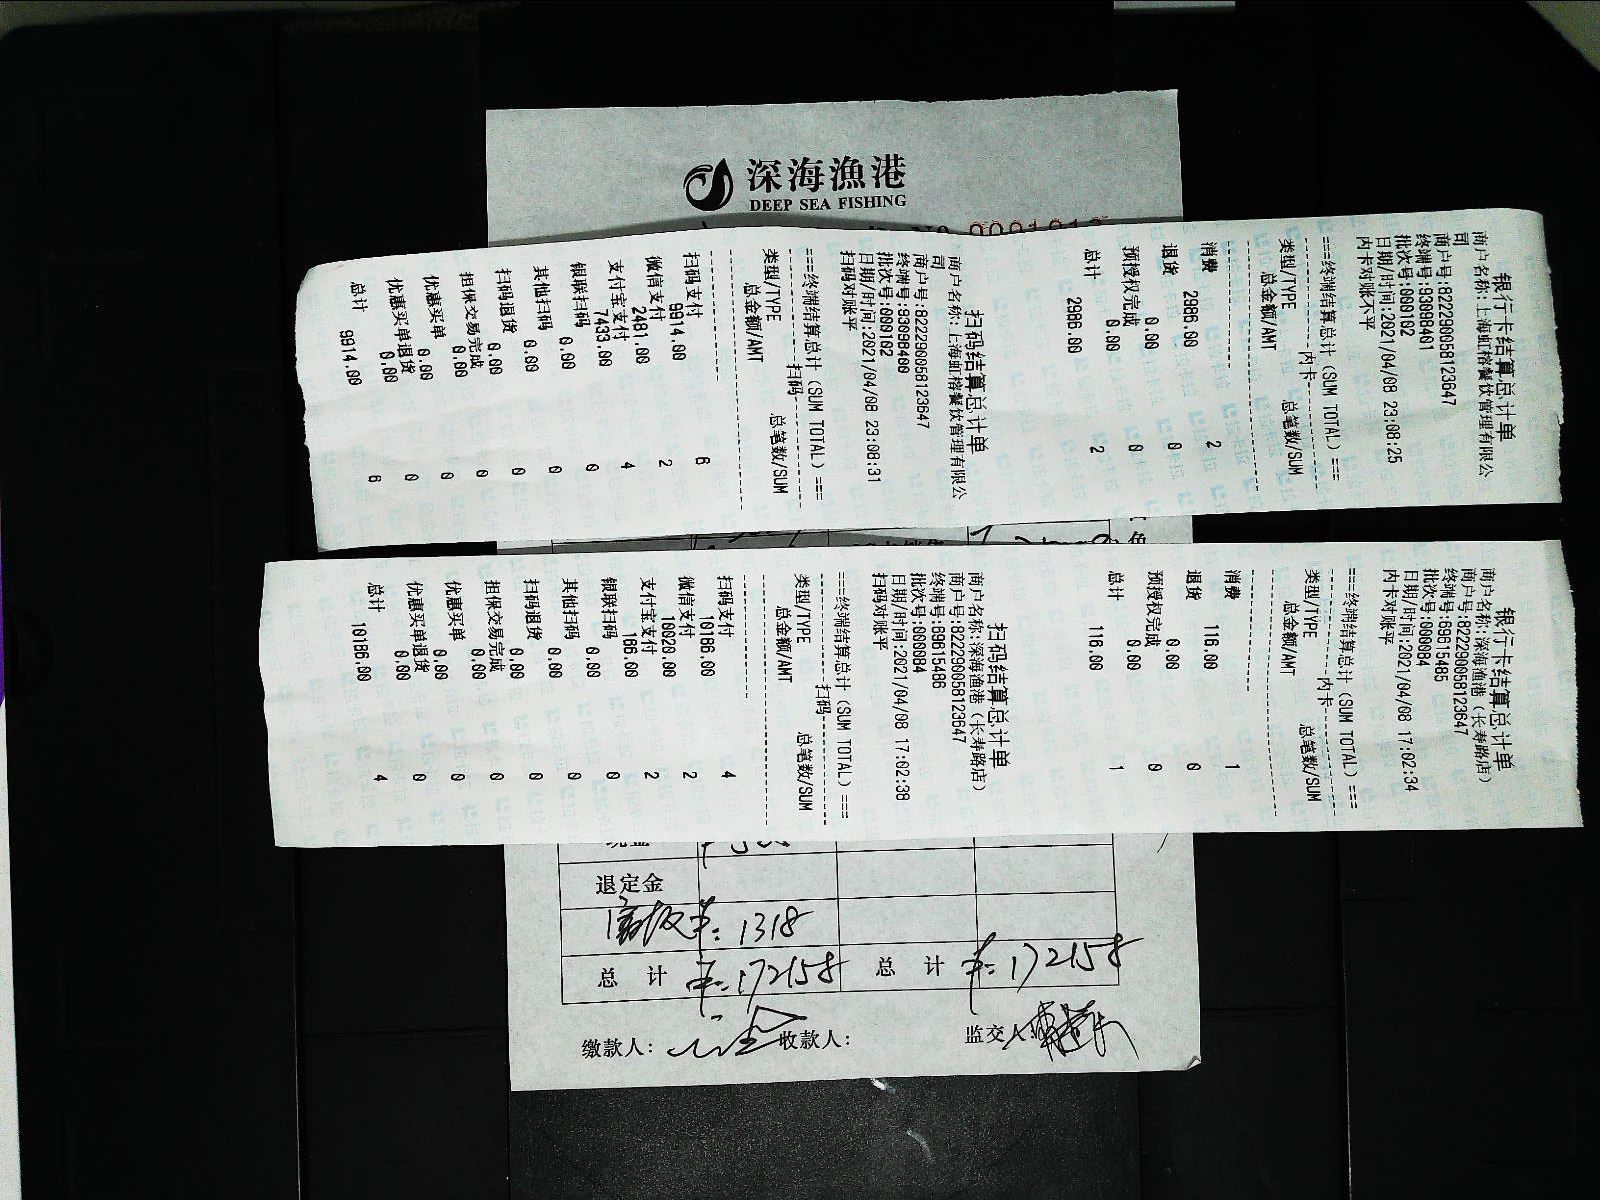 深海漁港
DEEP SEA FISHING
银行卡结算总计单
商户名称:上海虹榕餐饮管理有限公
司
商户号:822290058123647
终端号:93098401
批次号:000102
日期/时间:2021/04/08 23:08:25
内卡对账不平
===终端结算总计(SUM TOTAL)===
内卡
类型/TYPE 总笔数/SUM
总金额/AMT
消费 2
2986.00
退货 0
0.00
预授权完成 0
0.00
总计 2
2986.00
扫码结算总计单
商户名称:上海虹榕餐饮管理有限公
司
商户号:822290058123647
终端号:93098400
批次号:000102
日期/时间:2021/04/08 23:08:31
扫码对账平
===终端结算总计(SUM TOTAL)===
扫码
类型/TYPE 总笔数/SUM
总金额/AMT
扫码支付 6
9914.00
微信支付 2
2481.00
支付宝支付 4
7433.00
银联扫码 0
0.00
其他扫码 0
0.00
扫码退货 0
0.00
担保交易完成 0
0.00
优惠买单 0
0.00
优惠买单退货 0
0.00
总计 6
9914.00
银行卡结算总计单
商户名称:深海渔港(长寿路店)
商户号:822290058123647
终端号:69615485
批次号:000084
日期/时间:2021/04/08 17:02:34
内卡对账平
===终端结算总计(SUM TOTAL)===
内卡
类型/TYPE 总笔数/SUM
总金额/AMT
消费 1
116.00
退货 0
0.00
预授权完成 0
0.00
总计 1
116.00
扫码结算总计单
商户名称:深海渔港(长寿路店)
商户号:822290058123647
终端号:69615486
批次号:000084
日期/时间:2021/04/08 17:02:38
扫码对账平
===终端结算总计(SUM TOTAL)===
扫码
类型/TYPE 总笔数/SUM
总金额/AMT
扫码支付 4
10186.00
微信支付 2
10020.00
支付宝支付 2
166.00
银联扫码 0
0.00
其他扫码 0
0.00
扫码退货 0
0.00
担保交易完成 0
0.00
优惠买单 0
0.00
优惠买单退货 0
0.00
总计 4
10186.00
退定金
1318
总计 172158 总计 172158
缴款人: 收款人: 监交人: